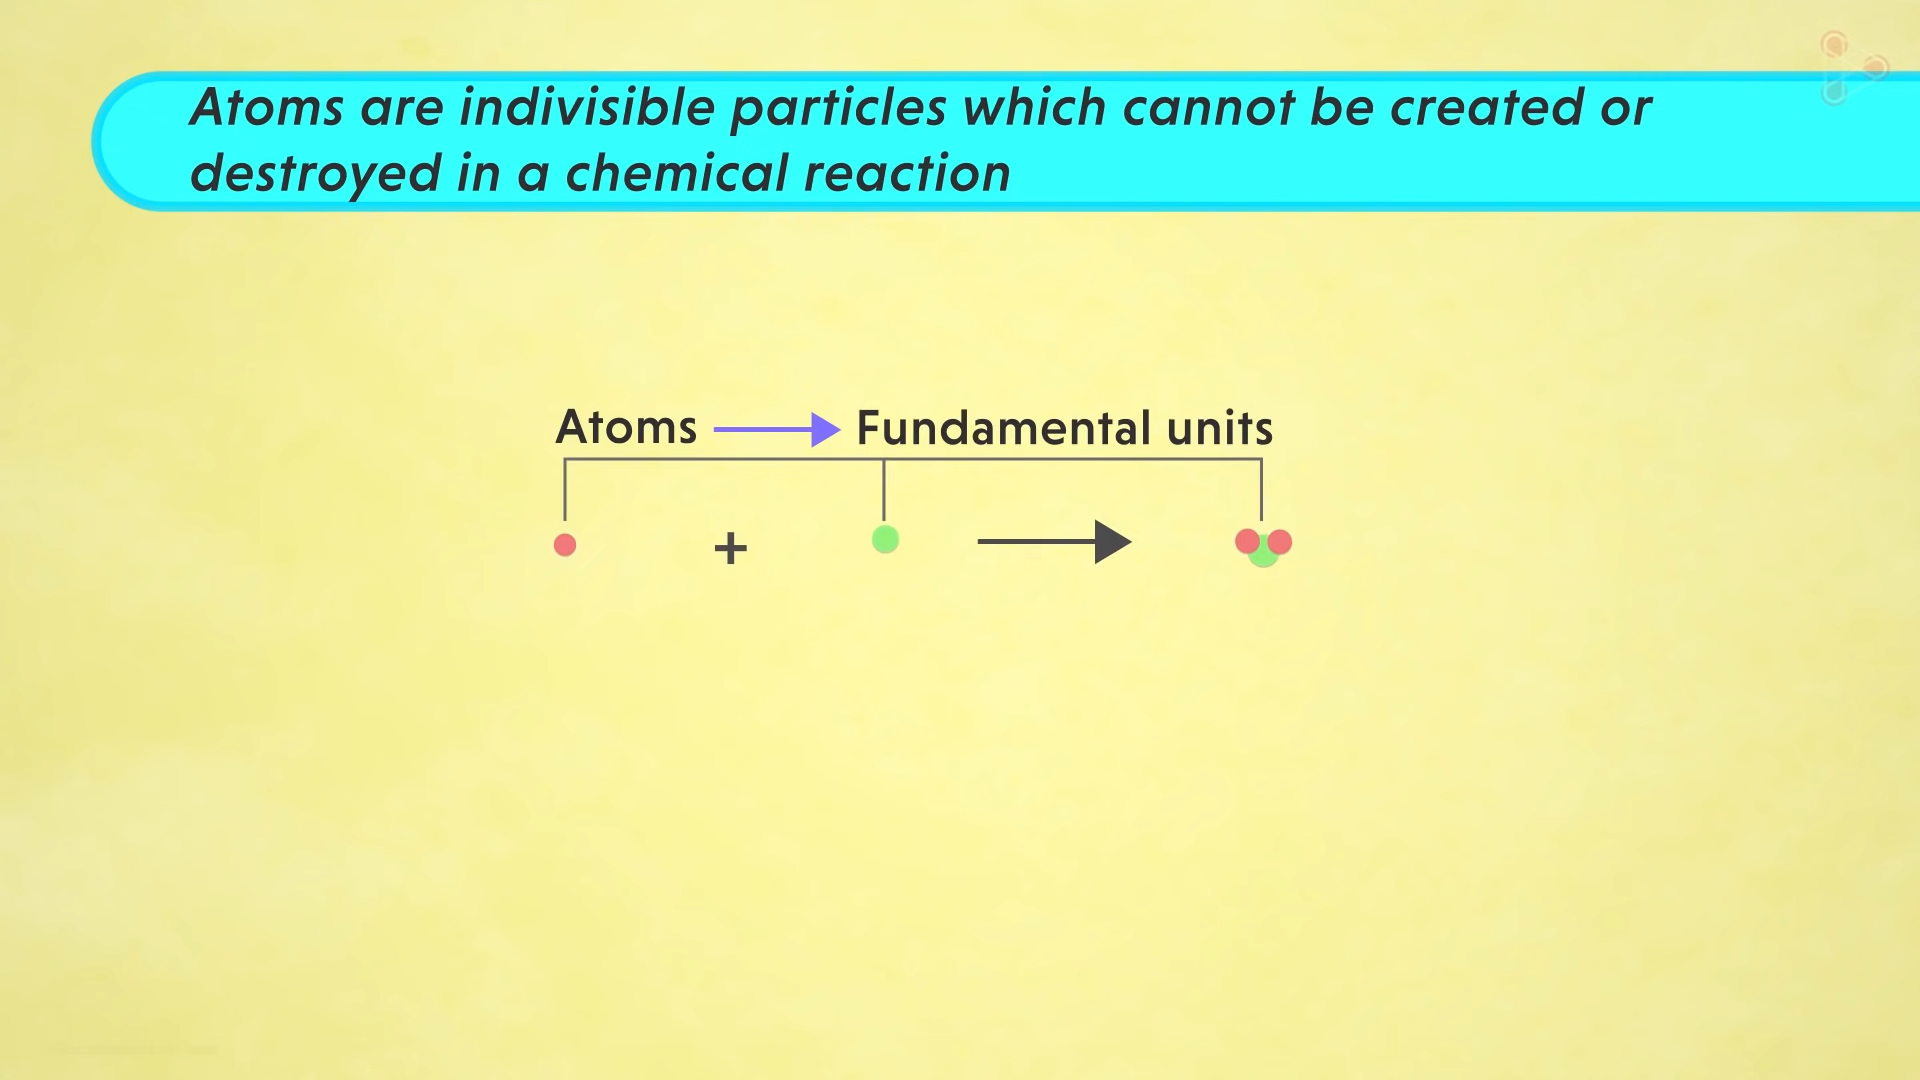 Atoms are indivisible particles which cannot be created or
destroyed in a chemical reaction
Atoms Fundamental units
+